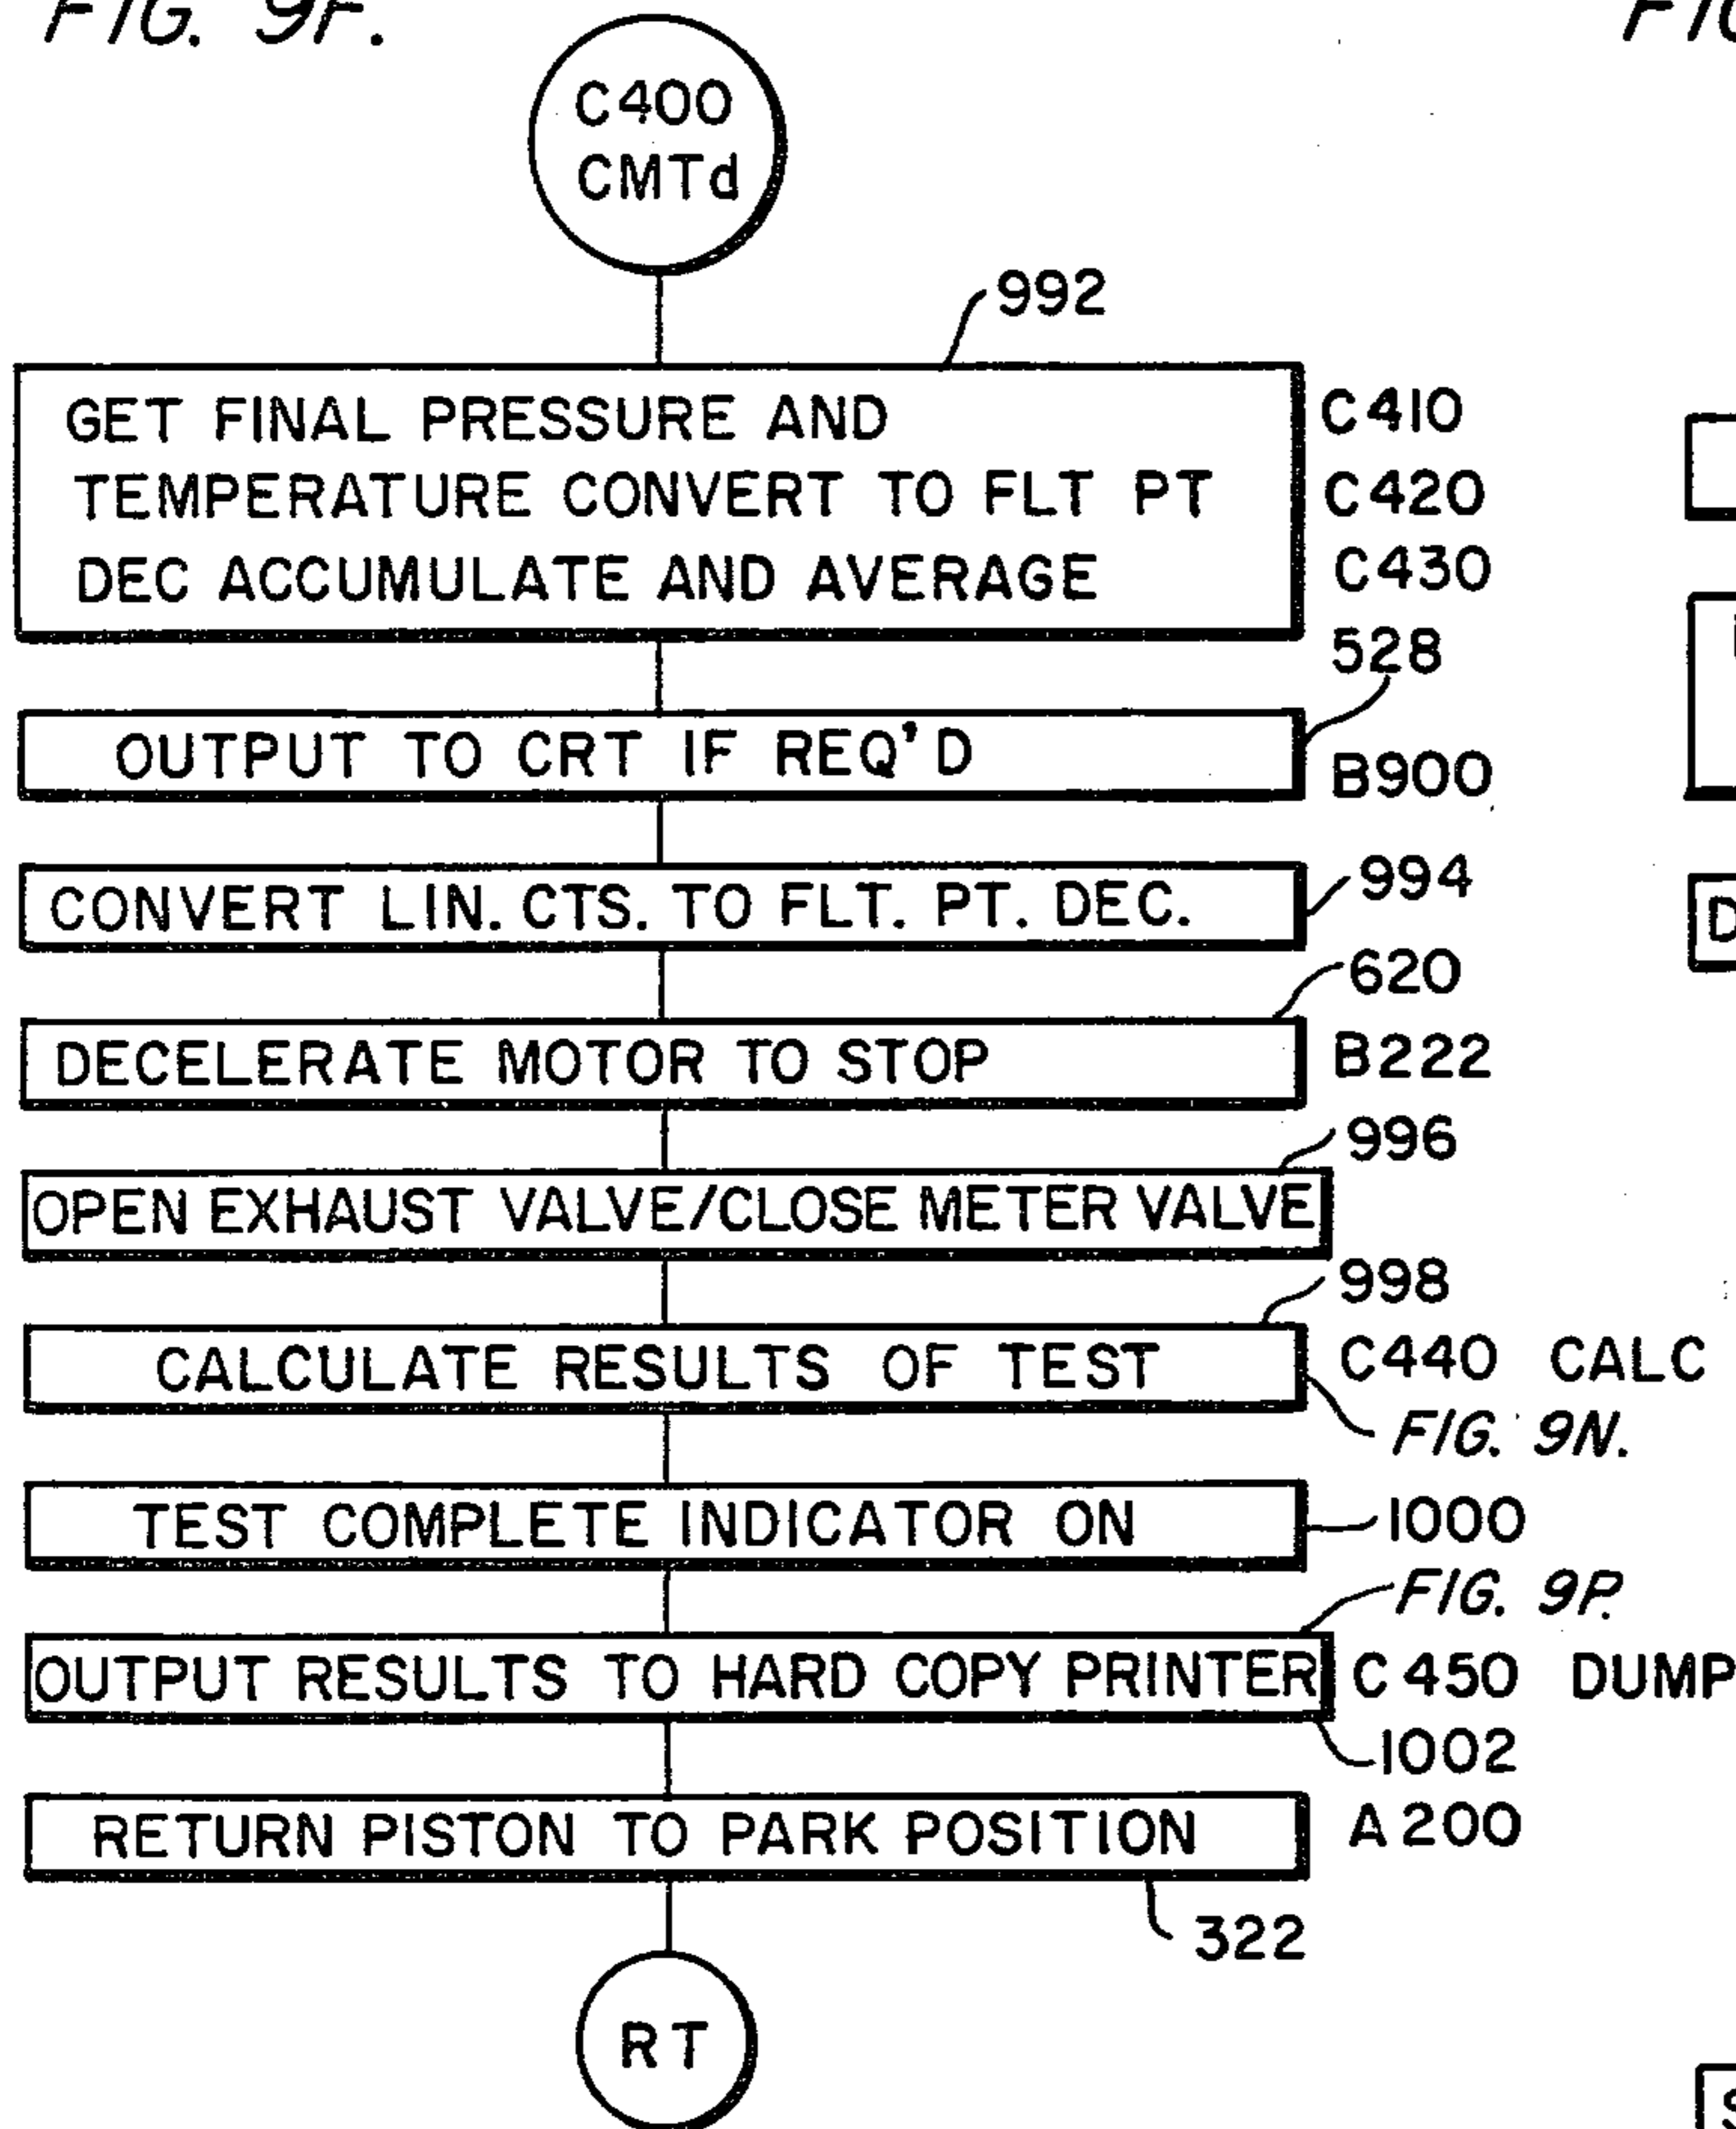 FIG. 9F.
C400
CMTd
992
GET FINAL PRESSURE AND
TEMPERATURE CONVERT TO FLT PT
DEC ACCUMULATE AND AVERAGE
C410
C420
C430
528
OUTPUT TO CRT IF REQ'D
B900
CONVERT LIN. CTS. TO FLT. PT. DEC.
994
620
DECELERATE MOTOR TO STOP
B222
996
OPEN EXHAUST VALVE/CLOSE METER VALVE
998
CALCULATE RESULTS OF TEST
C440 CALC
FIG. 9N.
TEST COMPLETE INDICATOR ON
1000
FIG. 9P.
OUTPUT RESULTS TO HARD COPY PRINTER
C450 DUMP
1002
RETURN PISTON TO PARK POSITION
A200
322
RT